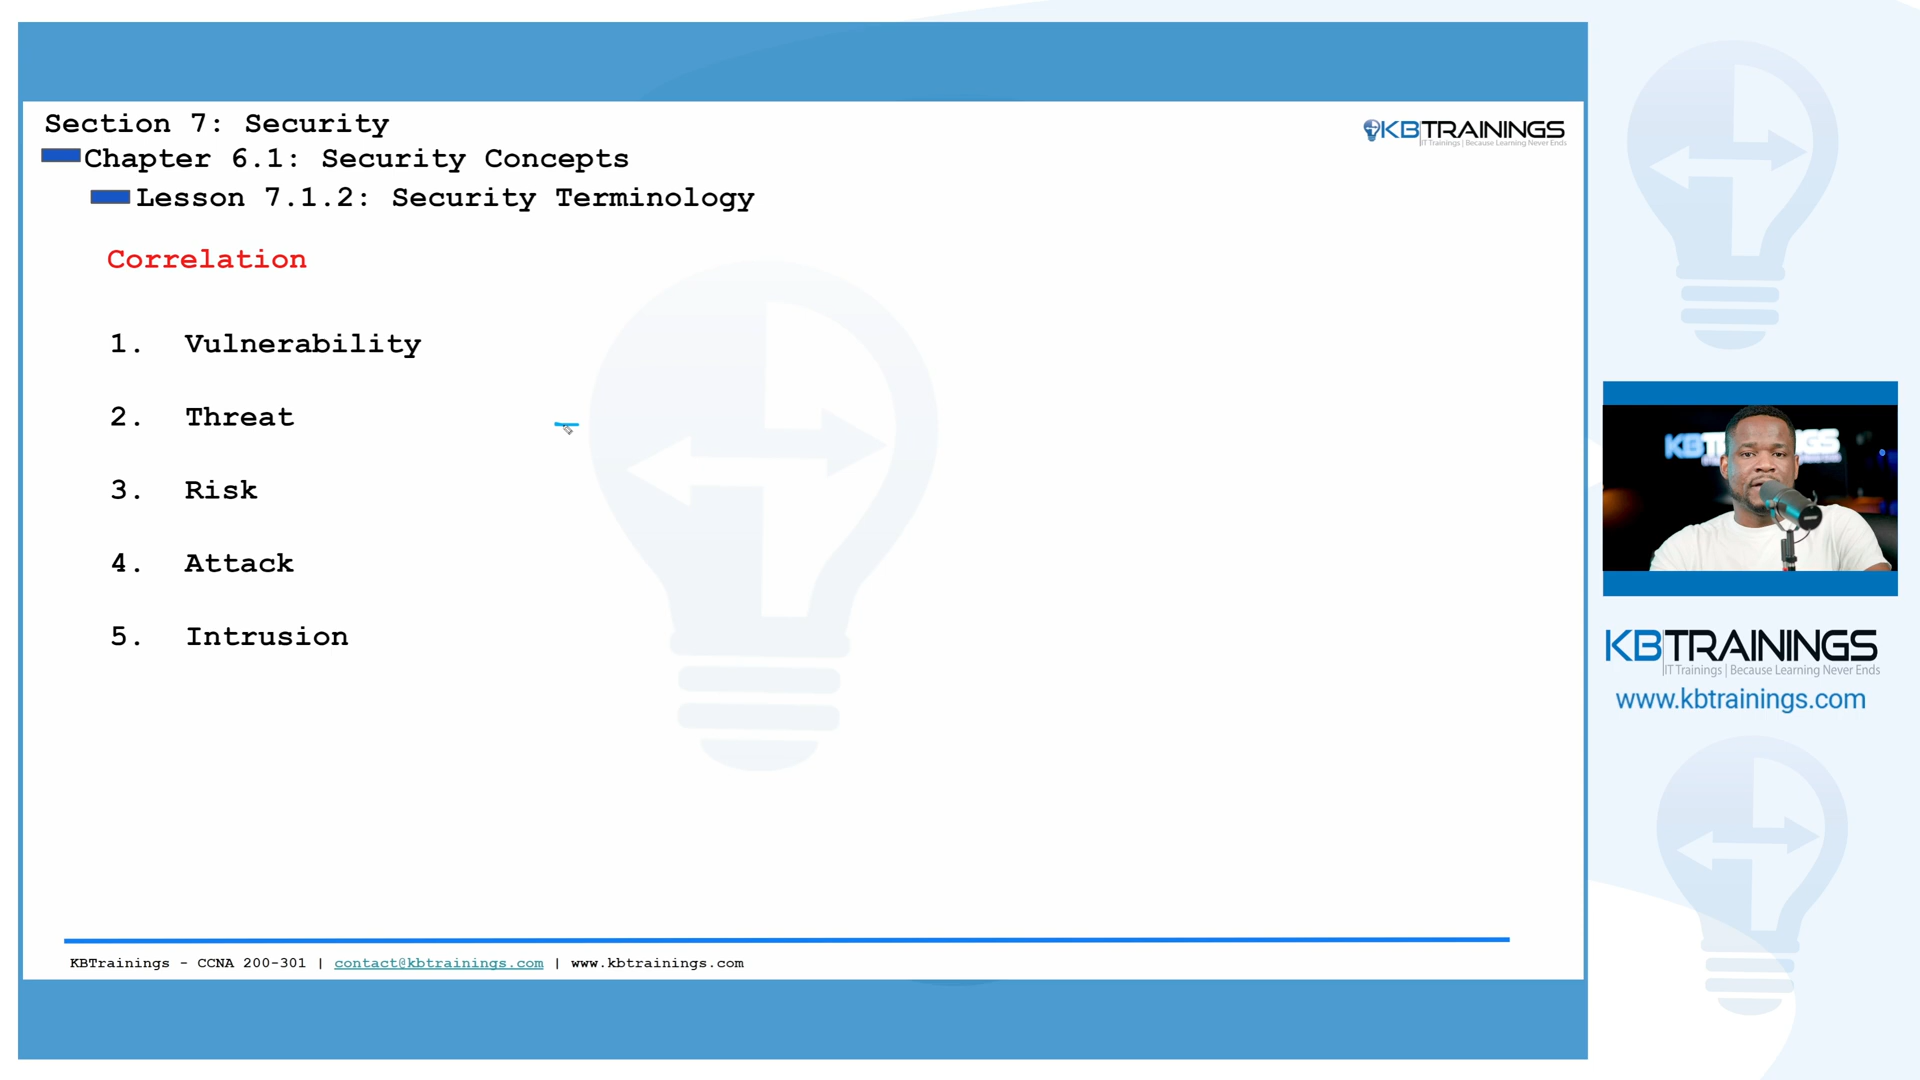 Section 7: Security
Chapter 6.1: Security Concepts
Lesson 7.1.2: Security Terminology
KBTRAININGS
IT Trainings | Because Learning Never Ends
Correlation
1. Vulnerability
2. Threat
3. Risk
4. Attack
5. Intrusion
KBTrainings - CCNA 200-301 | contact@kbtrainings.com | www.kbtrainings.com
KBTRAININGS
IT Trainings | Because Learning Never Ends
www.kbtrainings.com